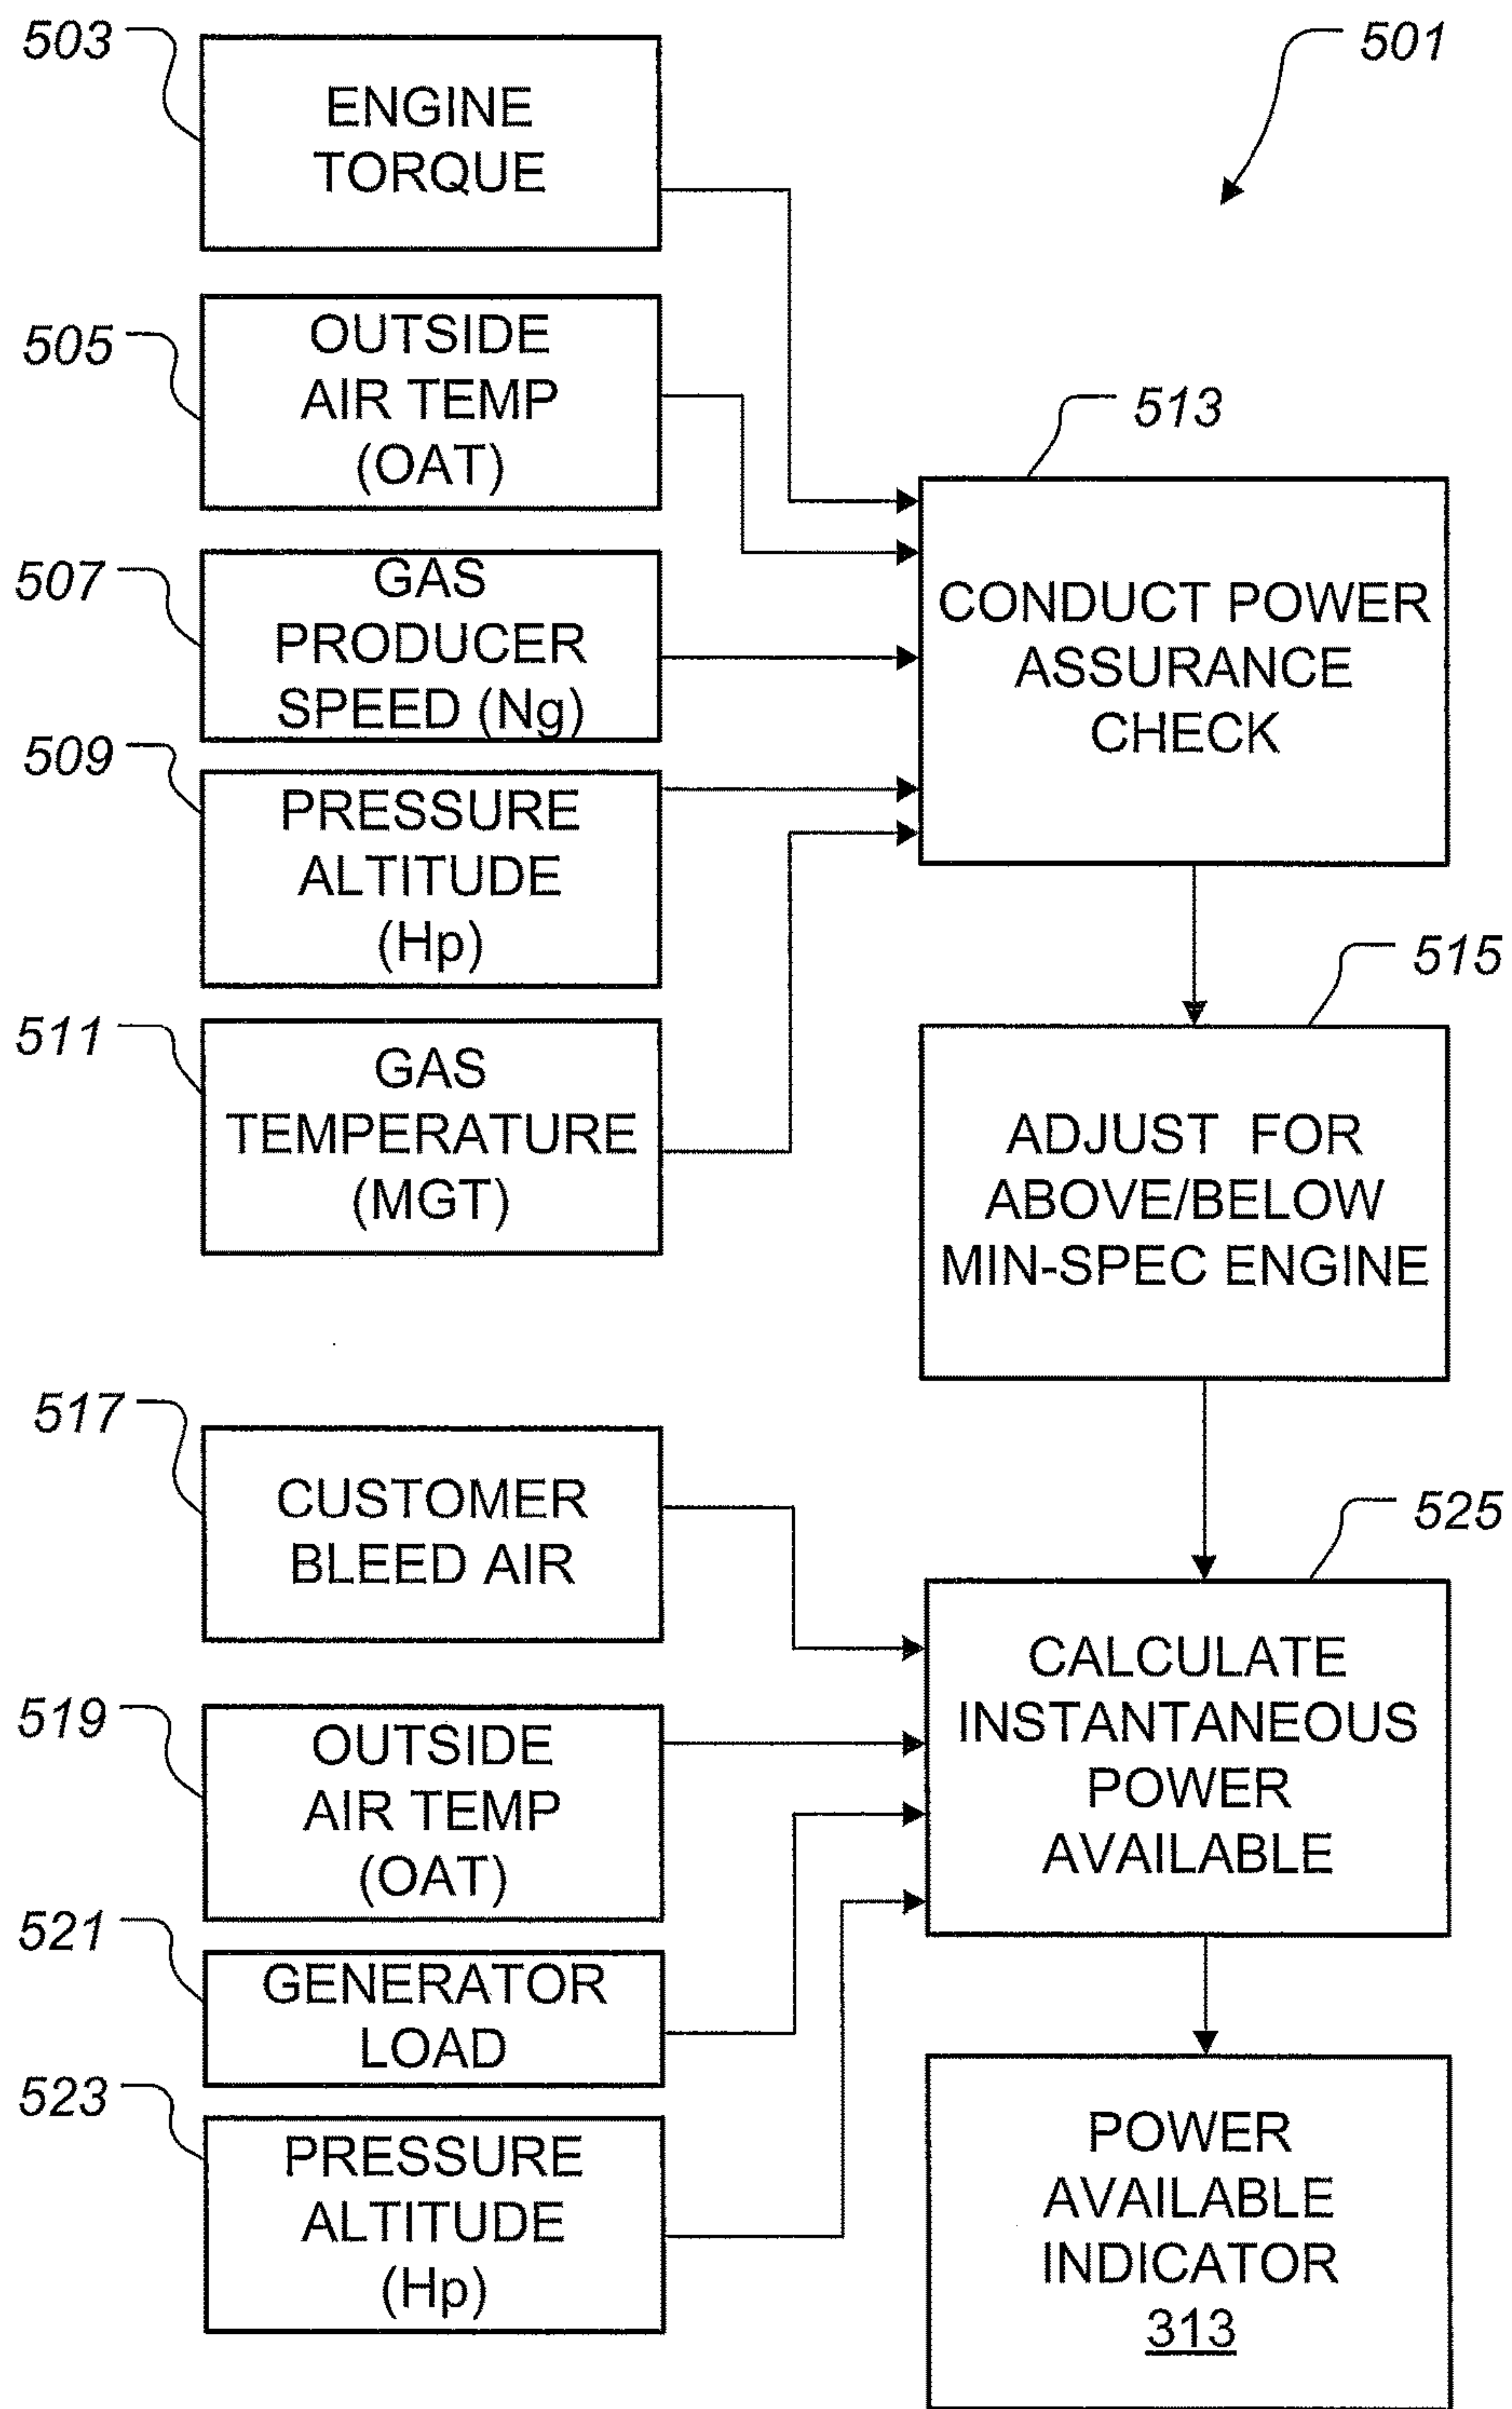 503
ENGINE
TORQUE
501
505
OUTSIDE
AIR TEMP
(OAT)
507
GAS
PRODUCER
SPEED (Ng)
513
CONDUCT POWER
ASSURANCE
CHECK
509
PRESSURE
ALTITUDE
(Hp)
511
GAS
TEMPERATURE
(MGT)
515
ADJUST FOR
ABOVE/BELOW
MIN-SPEC ENGINE
517
CUSTOMER
BLEED AIR
519
OUTSIDE
AIR TEMP
(OAT)
525
CALCULATE
INSTANTANEOUS
POWER
AVAILABLE
521
GENERATOR
LOAD
523
PRESSURE
ALTITUDE
(Hp)
POWER
AVAILABLE
INDICATOR
313